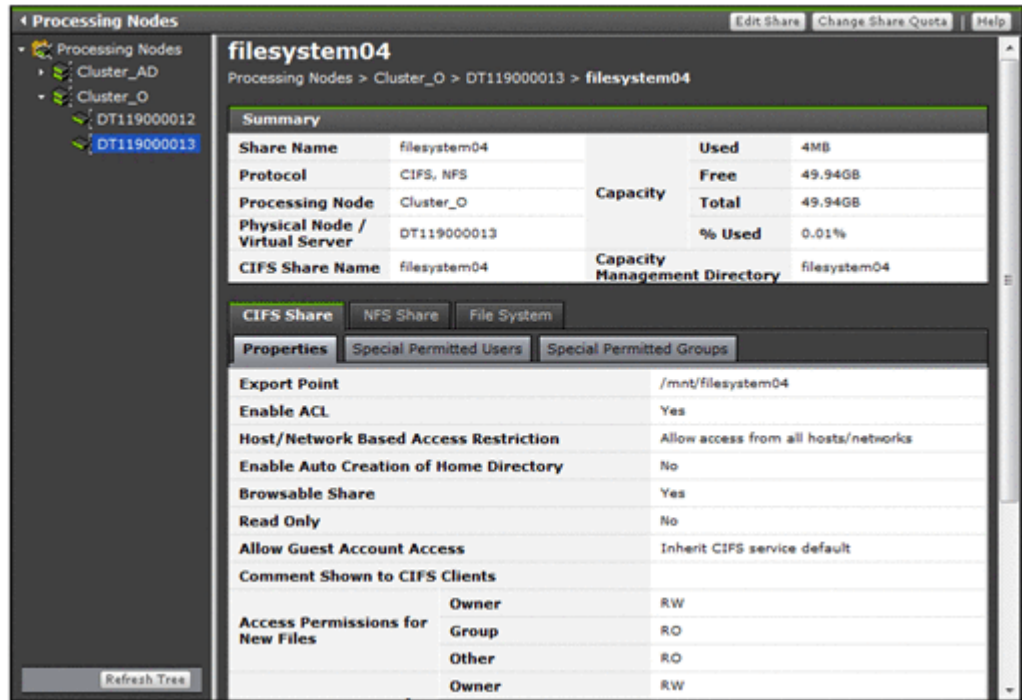 Processing Nodes
Edit Share
Change Share Quota
Help
Processing Nodes
Cluster_AD
Cluster_O
DT119000012
DT119000013
Refresh Tree
filesystem04
Processing Nodes > Cluster_O > DT119000013 > filesystem04
Summary
Share Name filesystem04
Protocol CIFS, NFS
Processing Node Cluster_O
Physical Node /
Virtual Server DT119000013
CIFS Share Name filesystem04
Capacity
Used 4MB
Free 49.94GB
Total 49.94GB
% Used 0.01%
Capacity
Management Directory filesystem04
CIFS Share NFS Share File System
Properties Special Permitted Users Special Permitted Groups
Export Point /mnt/filesystem04
Enable ACL Yes
Host/Network Based Access Restriction Allow access from all hosts/networks
Enable Auto Creation of Home Directory No
Browsable Share Yes
Read Only No
Allow Guest Account Access Inherit CIFS service default
Comment Shown to CIFS Clients
Access Permissions for
New Files
Owner RW
Group RO
Other RO
Owner RW